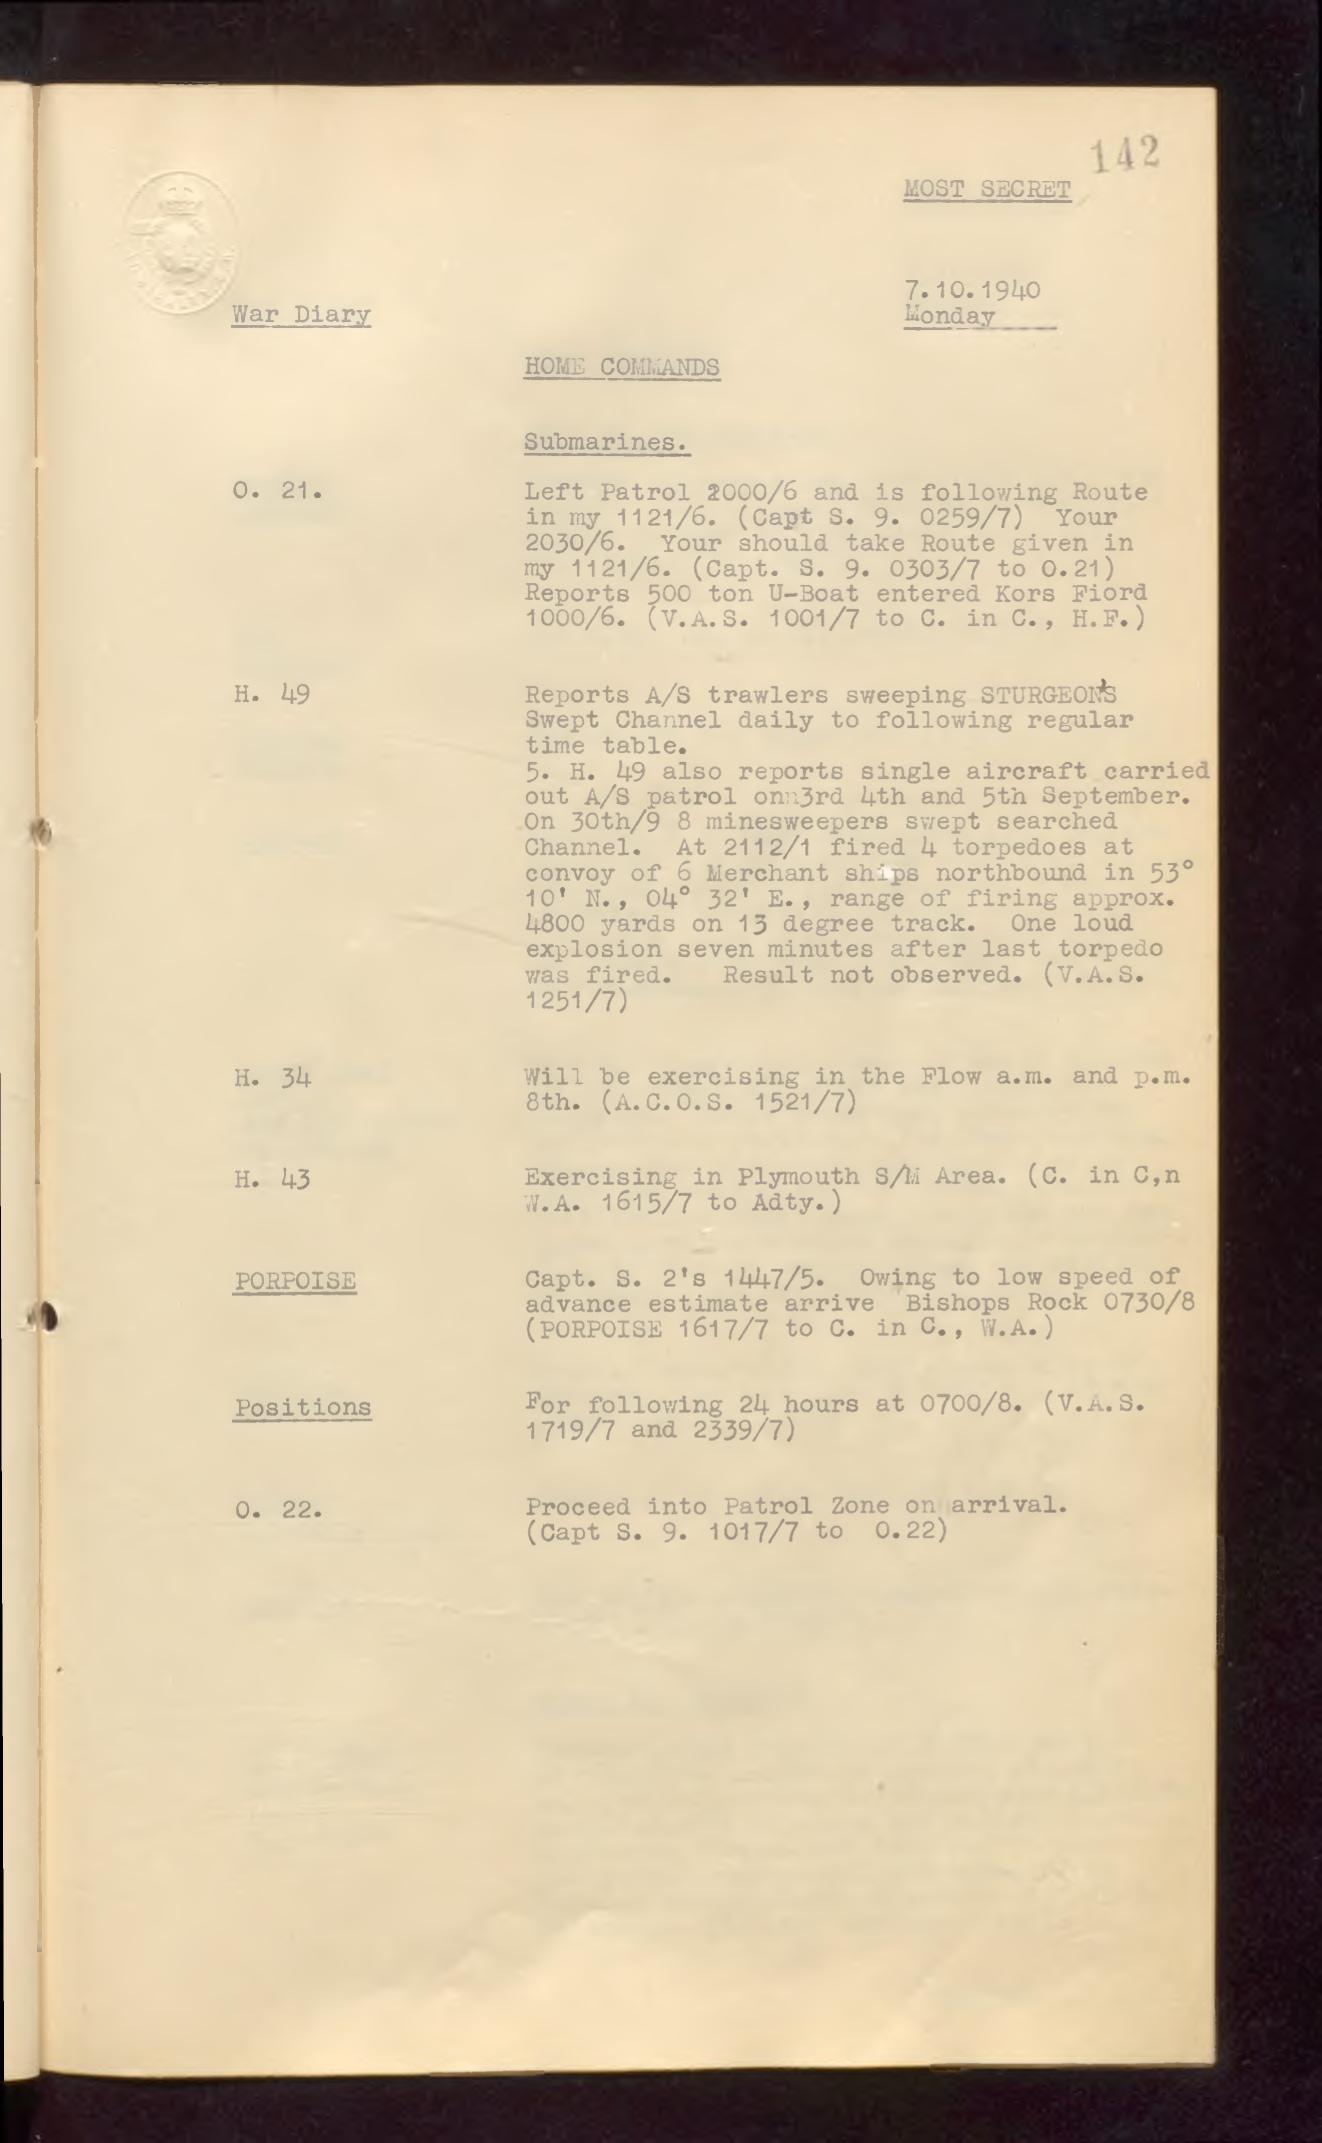 142
MOST SECRET
7.10.1940
War Diary
Monday
HOME COMMANDS
Submarines.
O. 21.
Left Patrol 2000/6 and is following Route
in my 1121/6. (Capt S. 9. 0259/7) Your
2030/6. Your should take Route given in
my 1121/6. (Capt. S. 9. 0303/7 to O.21)
Reports 500 ton U-Boat entered Kors Fiord
1000/6. (V.A.S. 1001/7 to C. in C., H.F.)
H. 49
Reports A/S trawlers sweeping STURGEON'S
Swept Channel daily to following regular
time table.
5. H. 49 also reports single aircraft carried
out A/S patrol onn3rd 4th and 5th September.
On 30th/9 8 minesweepers swept searched
Channel. At 2112/1 fired 4 torpedoes at
convoy of 6 Merchant ships northbound in 53°
10' N., 04° 32' E., range of firing approx.
4800 yards on 13 degree track. One loud
explosion seven minutes after last torpedo
was fired. Result not observed. (V.A.S.
1251/7)
H. 34
Will be exercising in the Flow a.m. and p.m.
8th. (A.C.O.S. 1521/7)
H. 43
Exercising in Plymouth S/M Area. (C. in C,n
W.A. 1615/7 to Adty.)
PORPOISE
Capt. S. 2's 1447/5. Owing to low speed of
advance estimate arrive Bishops Rock 0730/8
(PORPOISE 1617/7 to C. in C., W.A.)
Positions
For following 24 hours at 0700/8. (V.A.S.
1719/7 and 2339/7)
O. 22.
Proceed into Patrol Zone on arrival.
(Capt S. 9. 1017/7 to O.22)